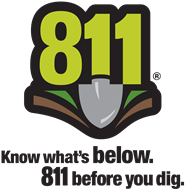 811
®
Know what's below.
811 before you dig.